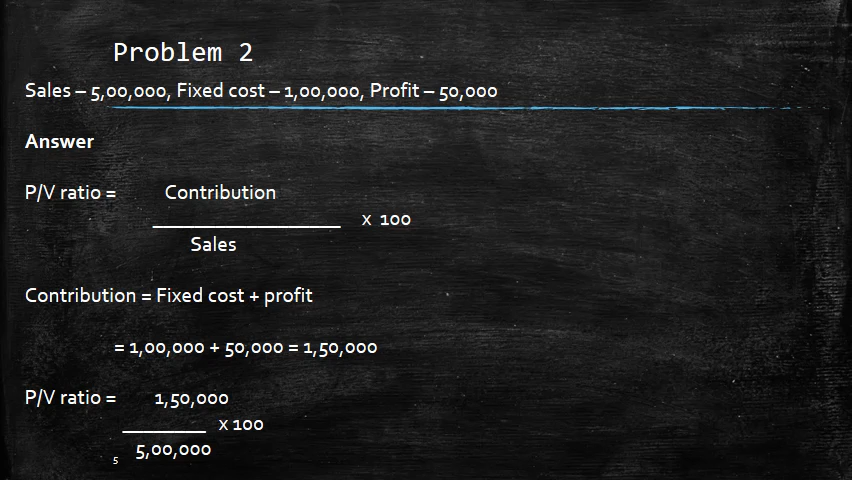 Problem 2
Sales – 5,00,000, Fixed cost – 1,00,000, Profit – 50,000
Answer
P/V ratio = Contribution
x 100
Sales
Contribution = Fixed cost + profit
= 1,00,000 + 50,000 = 1,50,000
P/V ratio = 1,50,000
x 100
5,00,000
5